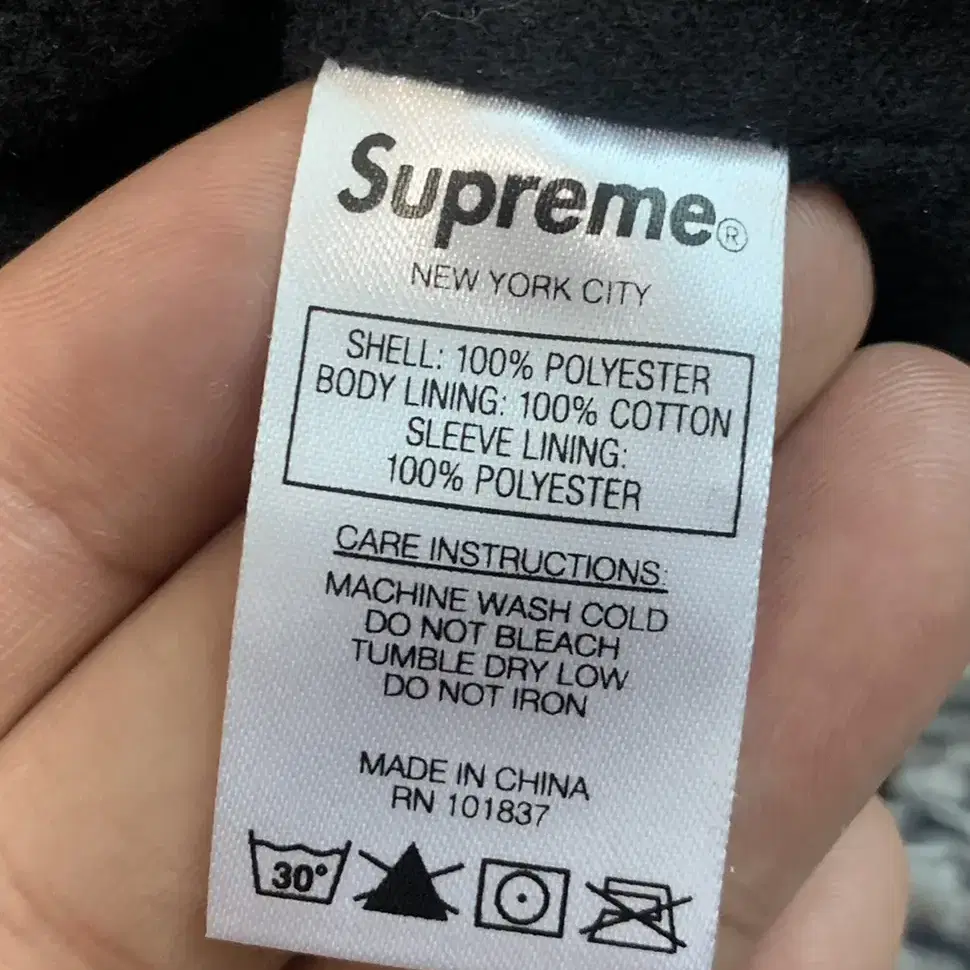 Supreme®
NEW YORK CITY
SHELL: 100% POLYESTER
BODY LINING: 100% COTTON
SLEEVE LINING:
100% POLYESTER
CARE INSTRUCTIONS:
MACHINE WASH COLD
DO NOT BLEACH
TUMBLE DRY LOW
DO NOT IRON
MADE IN CHINA
RN 101837
30°